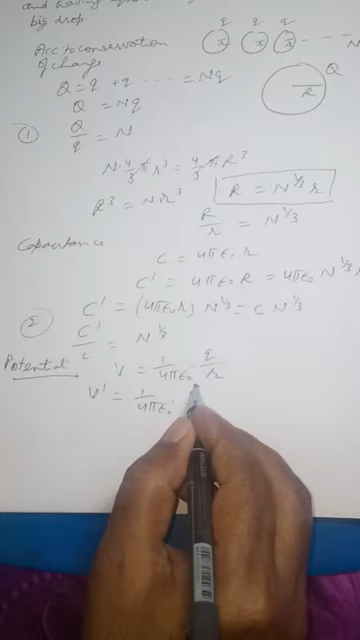 and having
big drop
q q q
Acc to conservation
r r r - - - N
of charge.
Q = q + q ..... = Nq
Q
R
Q = Nq
① Q/q = N
N.4/3 π r³ = 4/3 π R³
R³ = N r³
R = N^1/3 r
R/r = N^1/3
Capacitance
C = 4πε₀ r
C' = 4πε₀ R = 4πε₀ N^1/3 r
C' = (4πε₀ r) N^1/3 = C N^1/3
② C'/C = N^1/3
Potential: V = 1/4πε₀ . q/r
V' = 1/4πε₀ .